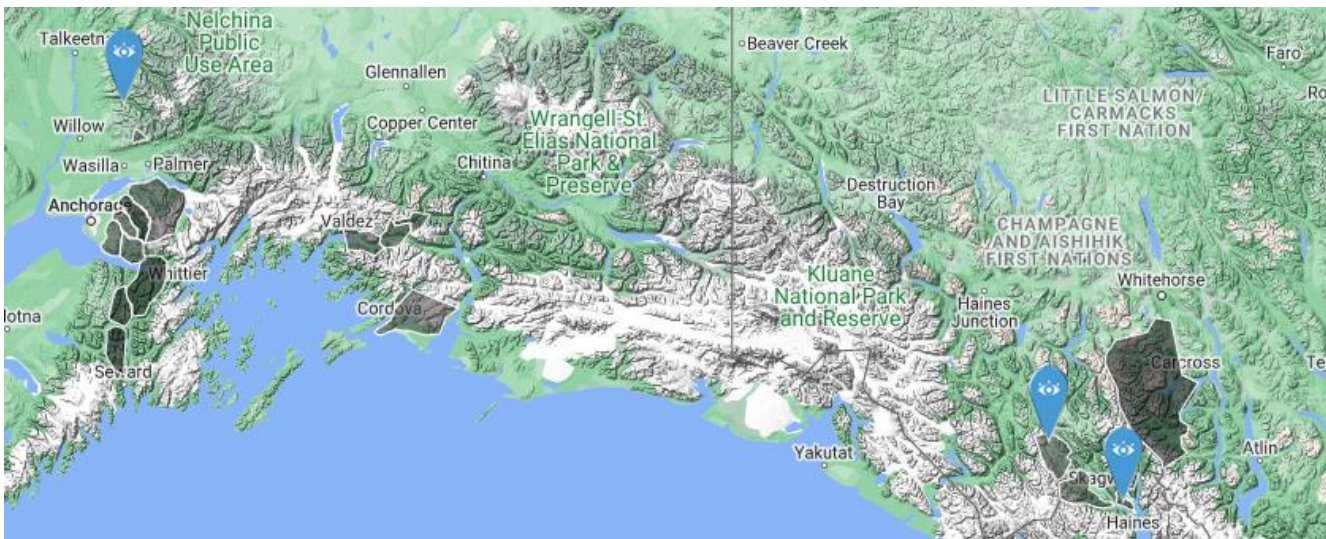 Nelchina
Public
Use Area
Talkeetna
Beaver Creek
Faro
Glennallen
LITTLE SALMON/
CARMACKS
FIRST NATION
Willow
Copper Center
Wrangell-St.
Elias National
Park &
Preserve
Wasilla
Palmer
Chitina
Destruction
Bay
Anchorage
Valdez
CHAMPAGNE
AND AISHIHIK
FIRST NATIONS
Whittier
Kluane
National Park
and Reserve
Whitehorse
Haines
Junction
Cordova
Carcross
Seward
Yakutat
Atlin
Skagway
Haines